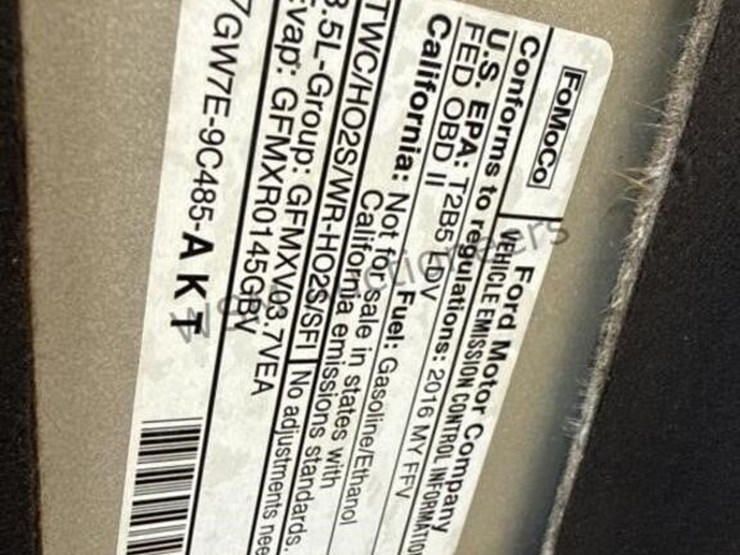 FoMoCo
Ford Motor Company
VEHICLE EMISSION CONTROL INFORMATIO
Conforms to regulations: 2016 MY FFV
U.S. EPA: T2B5 LDV
FED OBD II Fuel: Gasoline/Ethanol
California: Not for sale in states with
California emissions standards.
TWC/HO2S/WR-HO2S/SFI No adjustments nee
3.5L-Group: GFMXV03.7VEA
Evap: GFMXR0145GBV
7GW7E-9C485-A K T